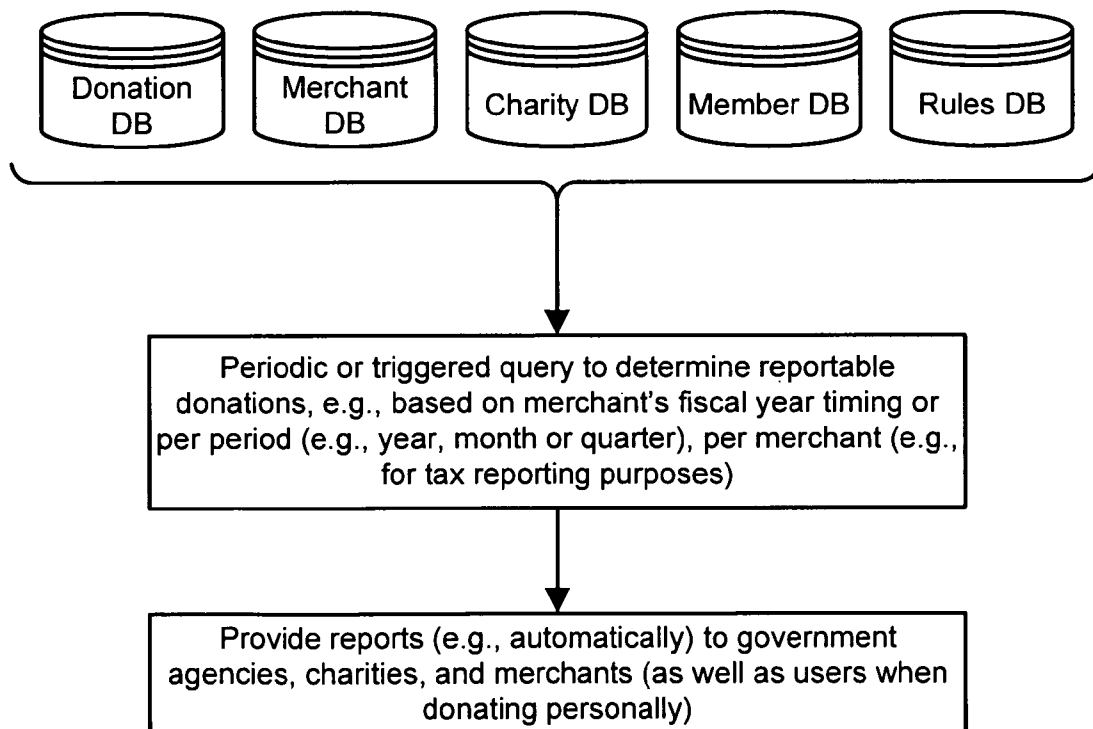 Donation
DB
Merchant
DB
Charity DB
Member DB
Rules DB
Periodic or triggered query to determine reportable
donations, e.g., based on merchant's fiscal year timing or
per period (e.g., year, month or quarter), per merchant (e.g.,
for tax reporting purposes)
Provide reports (e.g., automatically) to government
agencies, charities, and merchants (as well as users when
donating personally)